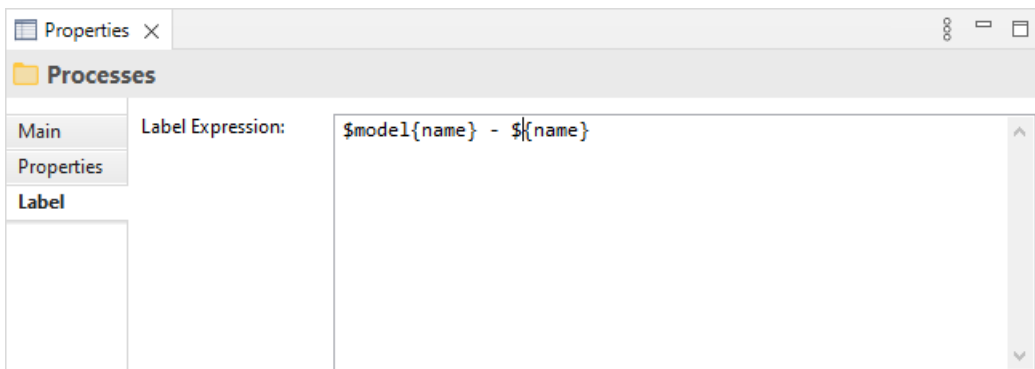 Properties
Processes
Main
Label Expression:
$model{name} - ${name}
Properties
Label